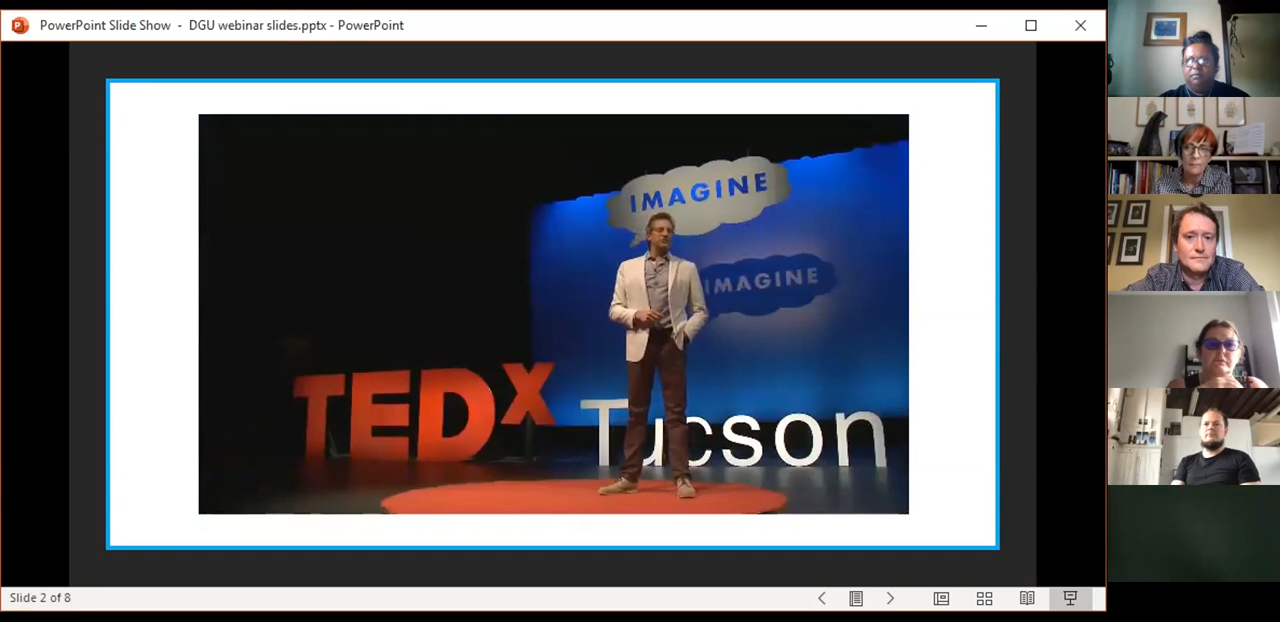 PowerPoint Slide Show - DGU webinar slides.pptx - PowerPoint
IMAGINE
IMAGINE
TEDx
Tucson
Slide 2 of 8